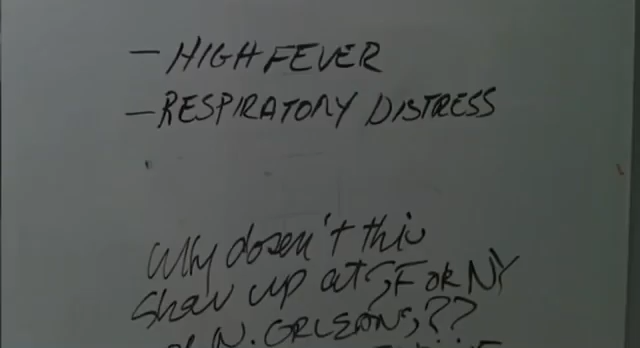 — HIGH FEVER
— RESPIRATORY DISTRESS
Why dosen't this
show up at SF OR NY
OR N. ORLEANS,??